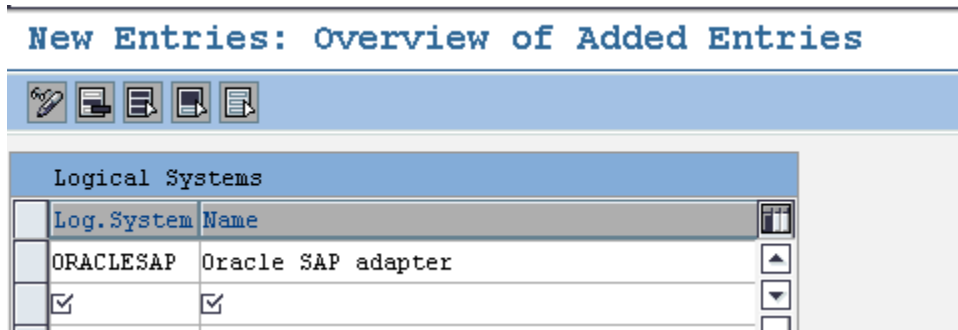 New Entries: Overview of Added Entries
Logical Systems
Log.System Name
ORACLESAP Oracle SAP adapter